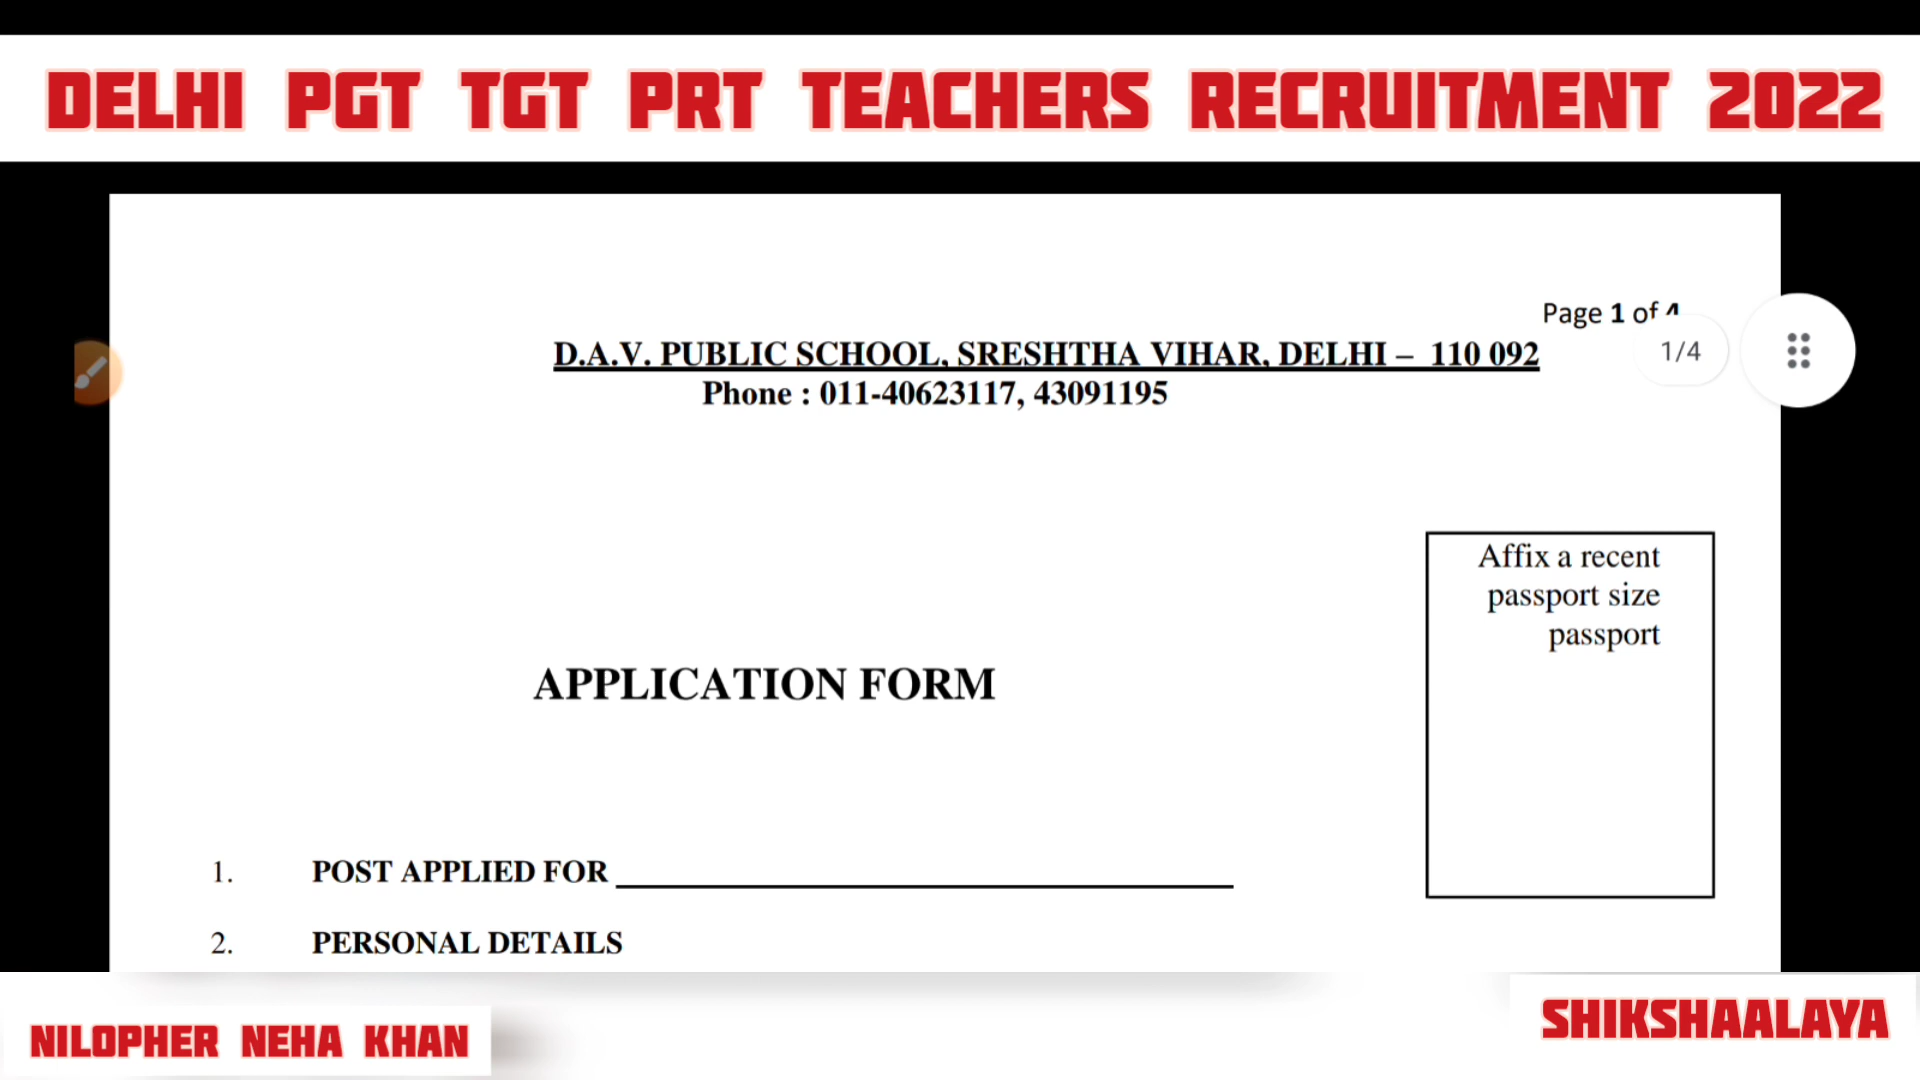 DELHI PGT TGT PRT TEACHERS RECRUITMENT 2022
Page 1 of 4
1/4
D.A.V. PUBLIC SCHOOL, SRESHTHA VIHAR, DELHI – 110 092
Phone : 011-40623117, 43091195
Affix a recent
passport size
passport
APPLICATION FORM
1. POST APPLIED FOR
2. PERSONAL DETAILS
NILOPHER NEHA KHAN
SHIKSHAALAYA